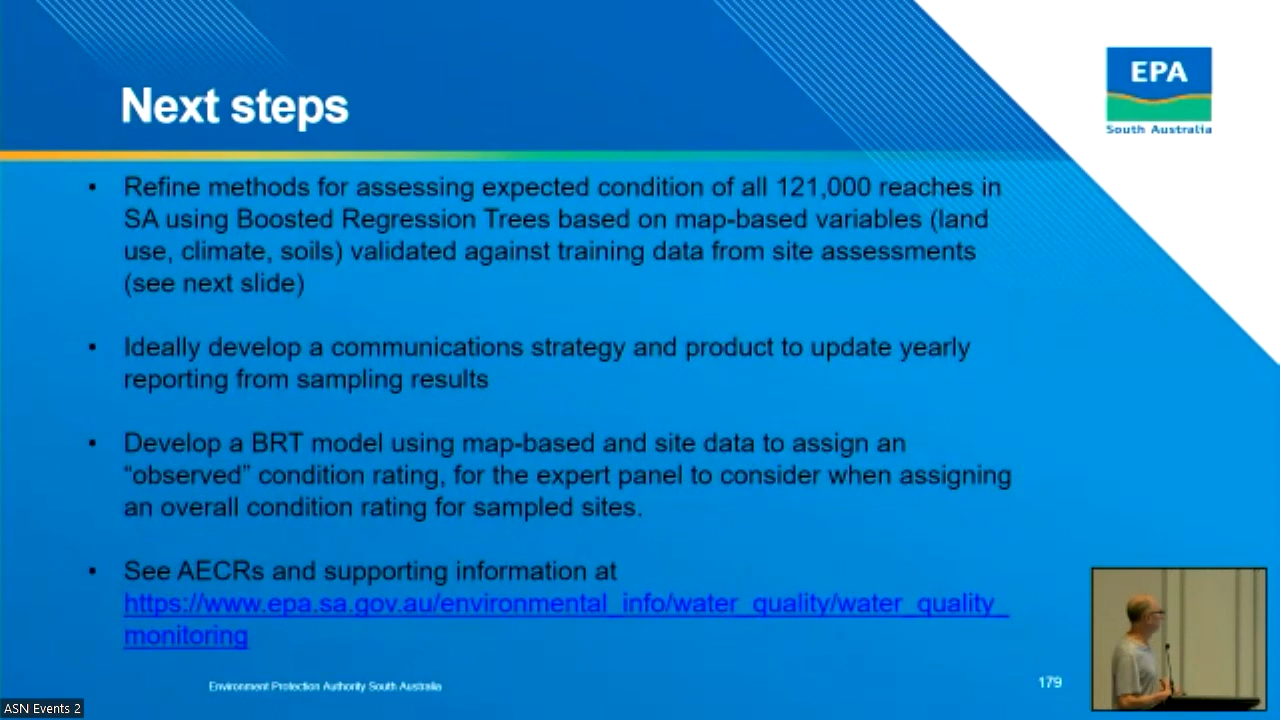 Next steps
EPA
South Australia
• Refine methods for assessing expected condition of all 121,000 reaches in
SA using Boosted Regression Trees based on map-based variables (land
use, climate, soils) validated against training data from site assessments
(see next slide)
• Ideally develop a communications strategy and product to update yearly
reporting from sampling results
• Develop a BRT model using map-based and site data to assign an
“observed” condition rating, for the expert panel to consider when assigning
an overall condition rating for sampled sites.
• See AECRs and supporting information at
https://www.epa.sa.gov.au/environmental_info/water_quality/water_quality_
monitoring
Environment Protection Authority South Australia
179
ASN Events 2